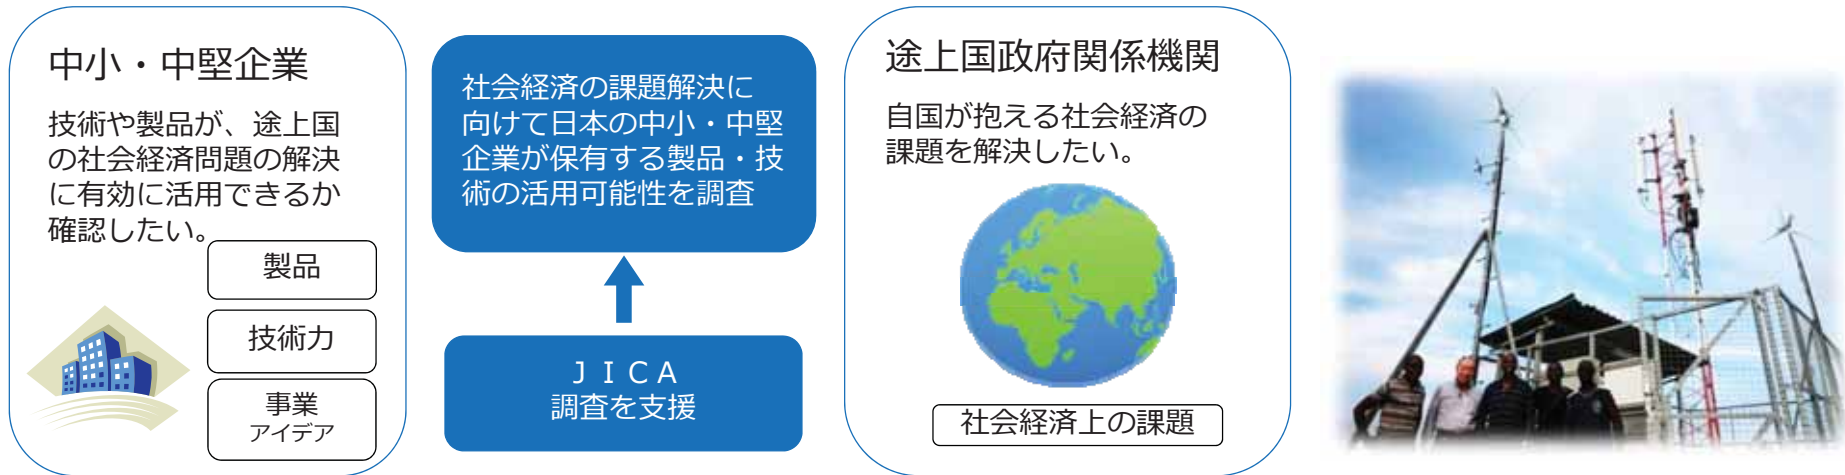 中小・中堅企業
技術や製品が、途上国
の社会経済問題の解決
に有効に活用できるか
確認したい。
製品
技術力
事業
アイデア
社会経済の課題解決に
向けて日本の中小・中堅
企業が保有する製品・技
術の活用可能性を調査
ＪＩＣＡ
調査を支援
途上国政府関係機関
自国が抱える社会経済の
課題を解決したい。
社会経済上の課題